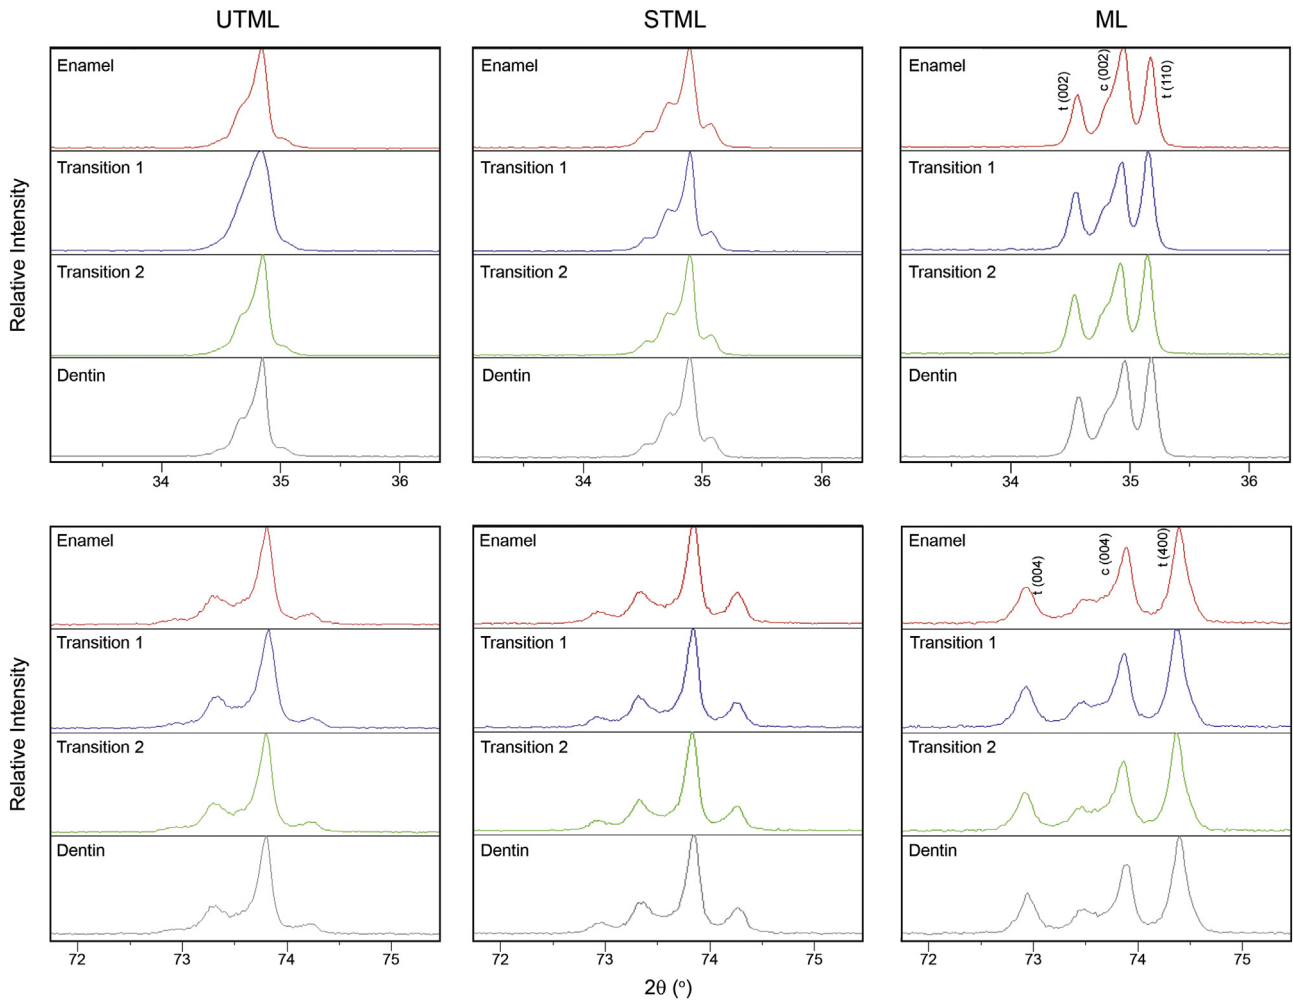 UTML STML ML
Relative Intensity
Enamel
Transition 1
Transition 2
Dentin
34 35 36
Enamel
Transition 1
Transition 2
Dentin
34 35 36
Enamel
t (002)
c (002)
t (110)
Transition 1
Transition 2
Dentin
34 35 36
Relative Intensity
Enamel
Transition 1
Transition 2
Dentin
72 73 74 75
Enamel
Transition 1
Transition 2
Dentin
72 73 74 75
Enamel
t (004)
c (004)
t (400)
Transition 1
Transition 2
Dentin
72 73 74 75
2θ (°)